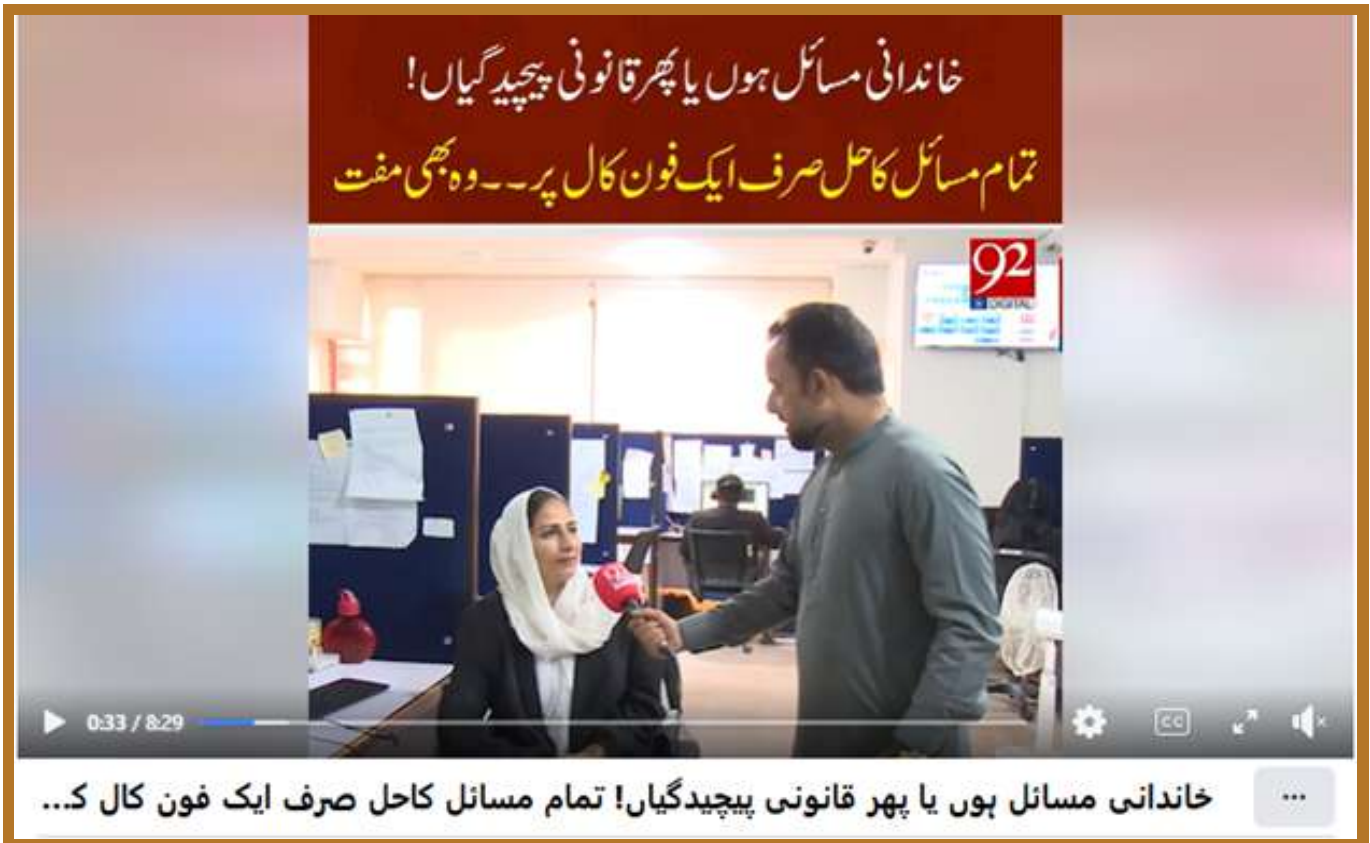 خاندانی مسائل ہوں یا پھر قانونی پیچیدگیاں!
تمام مسائل کا حل صرف ایک فون کال پر۔۔۔وہ بھی مفت
92
DIGITAL
0:33 / 8:29
CC
خاندانی مسائل ہوں یا پھر قانونی پیچیدگیاں! تمام مسائل کاحل صرف ایک فون کال ک...